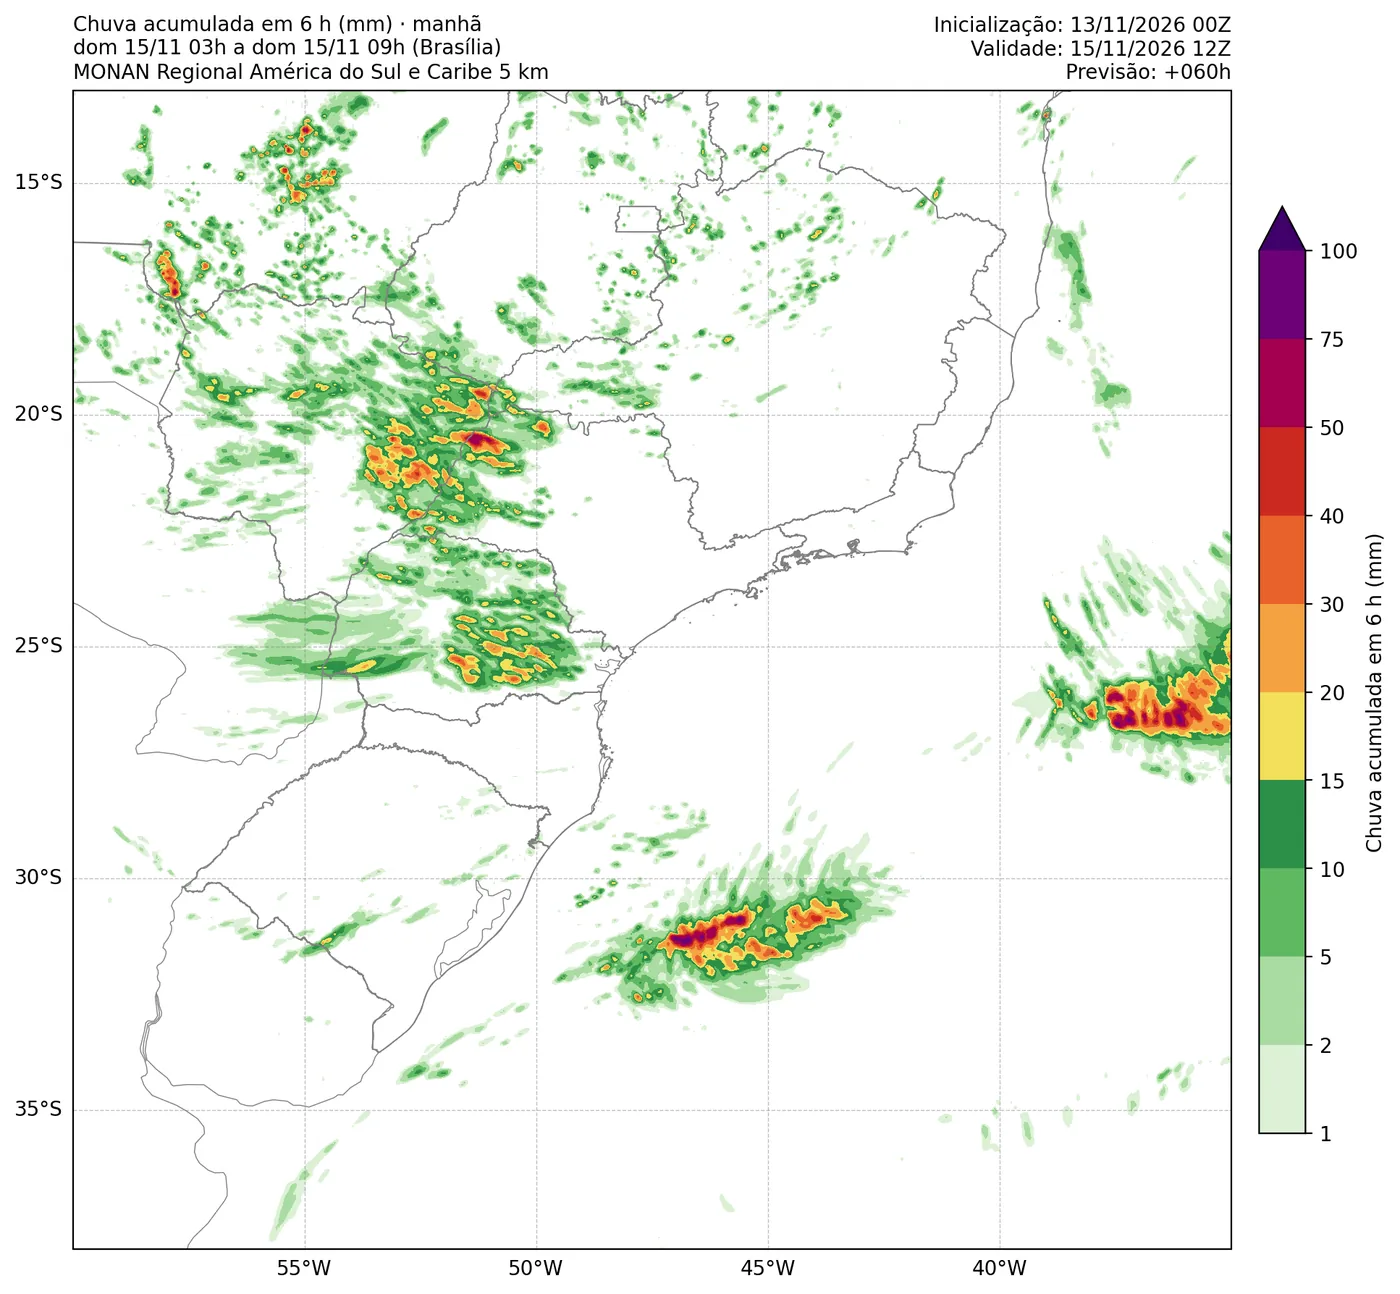 Chuva acumulada em 6 h (mm) · manhã
dom 15/11 03h a dom 15/11 09h (Brasília)
MONAN Regional América do Sul e Caribe 5 km
Inicialização: 13/11/2026 00Z
Validade: 15/11/2026 12Z
Previsão: +060h
15°S
20°S
25°S
30°S
35°S
55°W
50°W
45°W
40°W
100
75
50
40
30
20
15
10
5
2
1
Chuva acumulada em 6 h (mm)